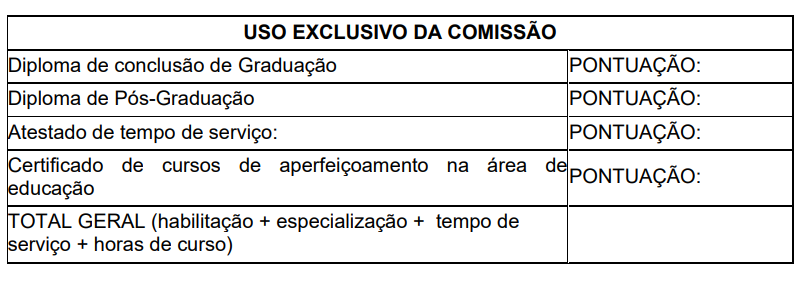 USO EXCLUSIVO DA COMISSÃO
Diploma de conclusão de Graduação PONTUAÇÃO:
Diploma de Pós-Graduação PONTUAÇÃO:
Atestado de tempo de serviço: PONTUAÇÃO:
Certificado de cursos de aperfeiçoamento na área de
educação PONTUAÇÃO:
TOTAL GERAL (habilitação + especialização + tempo de
serviço + horas de curso)